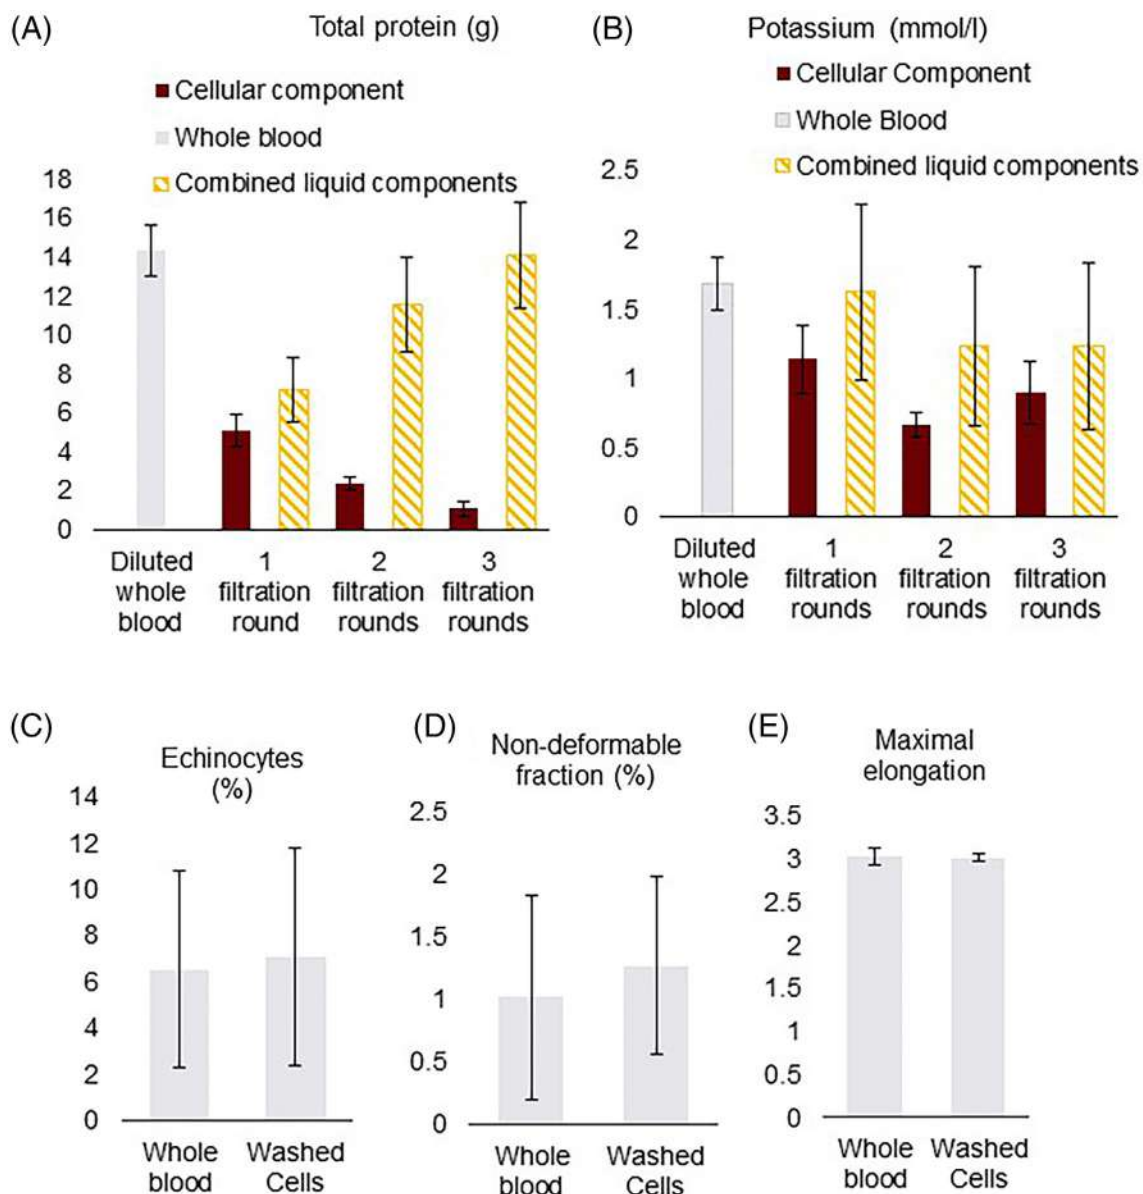 (A)
Total protein (g)
Cellular component
Whole blood
Combined liquid components
18
16
14
12
10
8
6
4
2
0
Diluted
whole
blood
1
filtration
round
2
filtration
rounds
3
filtration
rounds
(B)
Potassium (mmol/l)
Cellular Component
Whole Blood
Combined liquid components
2.5
2
1.5
1
0.5
0
Diluted
whole
blood
1
filtration
rounds
2
filtration
rounds
3
filtration
rounds
(C)
Echinocytes
(%)
14
12
10
8
6
4
2
0
Whole
blood
Washed
Cells
(D)
Non-deformable
fraction (%)
2.5
2
1.5
1
0.5
0
Whole
blood
Washed
Cells
(E)
Maximal
elongation
3.5
3
2.5
2
1.5
1
0.5
0
Whole
blood
Washed
Cells